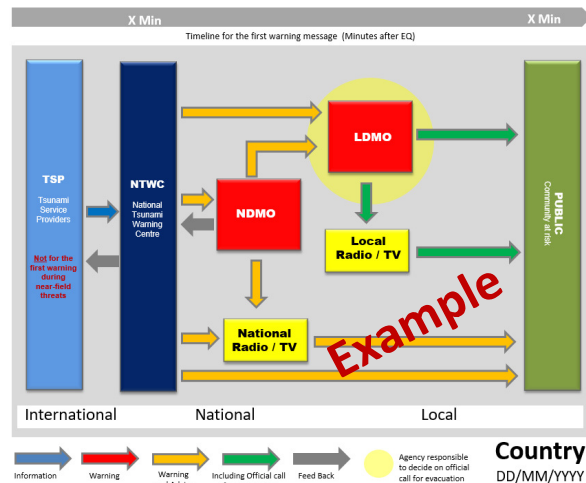 X Min
X Min
Timeline for the first warning message (Minutes after EQ)
TSP
Tsunami
Service
Providers
Not for the
first warning
during
near-field
threats
NTWC
National
Tsunami
Warning
Centre
NDMO
LDMO
Local
Radio / TV
National
Radio / TV
PUBLIC
Community at risk
Example
International
National
Local
Information
Warning
Warning
Including Official call
Feed Back
Agency responsible
to decide on official
call for evacuation
Country
DD/MM/YYYY